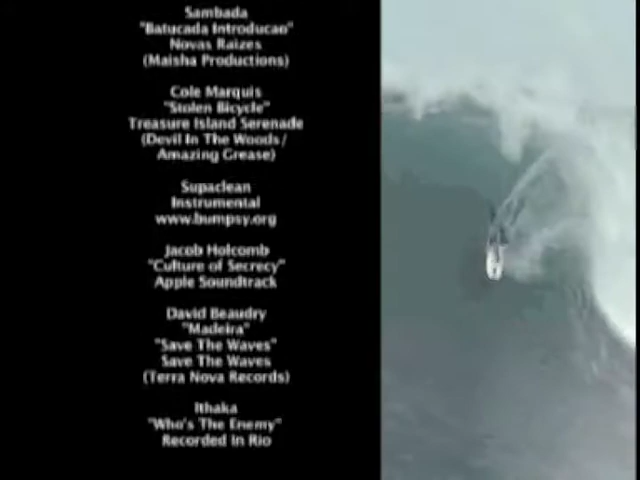 Sambada
"Batucada Introducao"
Novas Raizes
(Maisha Productions)
Cole Marquis
"Stolen Bicycle"
Treasure Island Serenade
(Devil In The Woods/
Amazing Grease)
Supaclean
Instrumental
www.bumpsy.org
Jacob Holcomb
"Culture of Secrecy"
Apple Soundtrack
David Beaudry
"Madeira"
"Save The Waves"
Save The Waves
(Terra Nova Records)
Ithaka
"Who's The Enemy"
Recorded In Rio